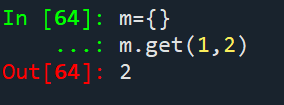 In [64]: m={}
...: m.get(1,2)
Out[64]: 2